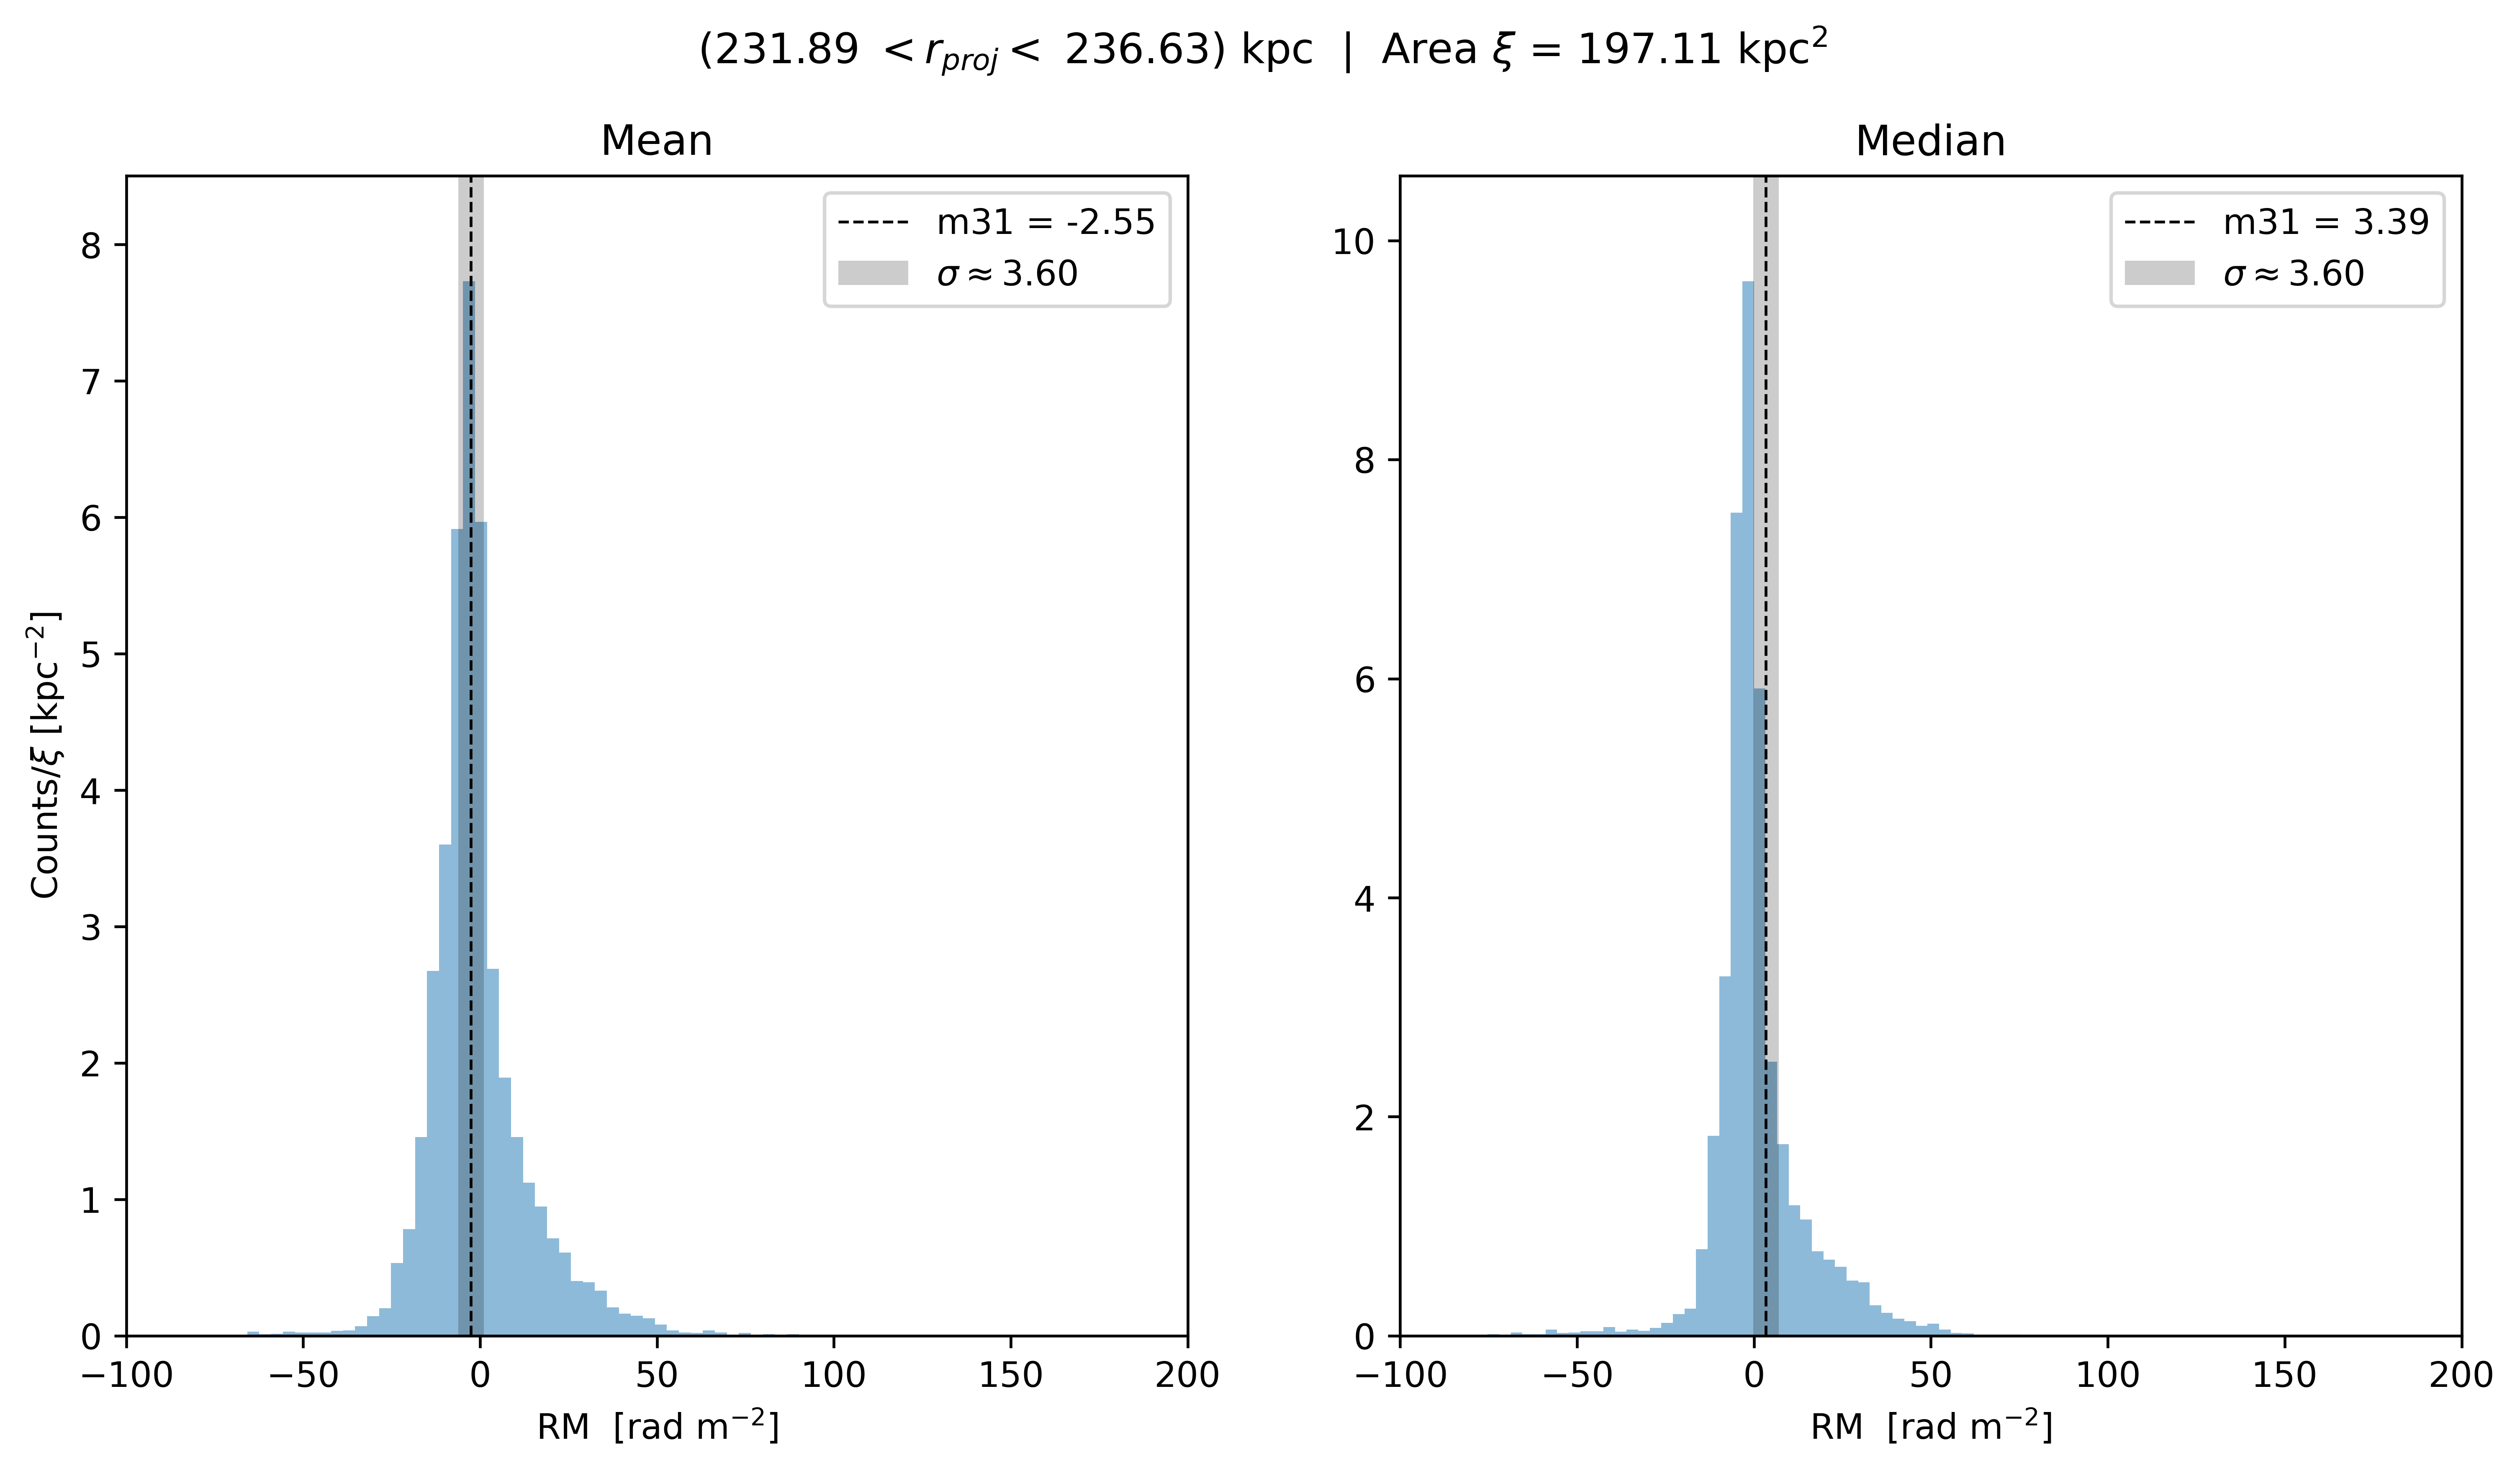 (231.89 < r_proj < 236.63) kpc | Area ξ = 197.11 kpc²
Mean
m31 = -2.55
σ ≈ 3.60
8
7
6
5
4
3
2
1
0
Counts/ξ [kpc⁻²]
−100 −50 0 50 100 150 200
RM [rad m⁻²]
Median
m31 = 3.39
σ ≈ 3.60
10
8
6
4
2
0
−100 −50 0 50 100 150 200
RM [rad m⁻²]